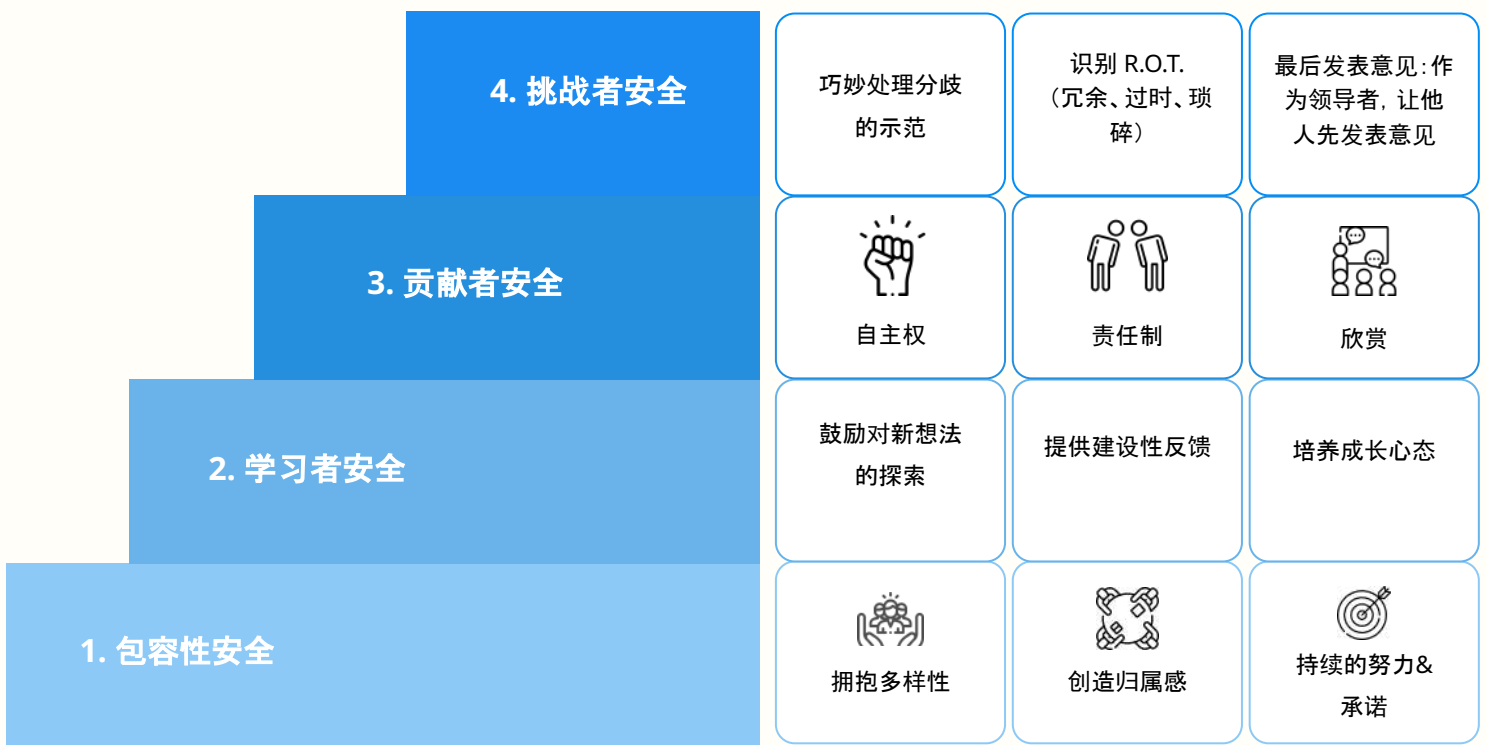 4. 挑战者安全
巧妙处理分歧
的示范
识别 R.O.T.
（冗余、过时、琐
碎）
最后发表意见：作
为领导者，让他
人先发表意见
3. 贡献者安全
自主权
责任制
欣赏
2. 学习者安全
鼓励对新想法
的探索
提供建设性反馈
培养成长心态
1. 包容性安全
拥抱多样性
创造归属感
持续的努力&
承诺